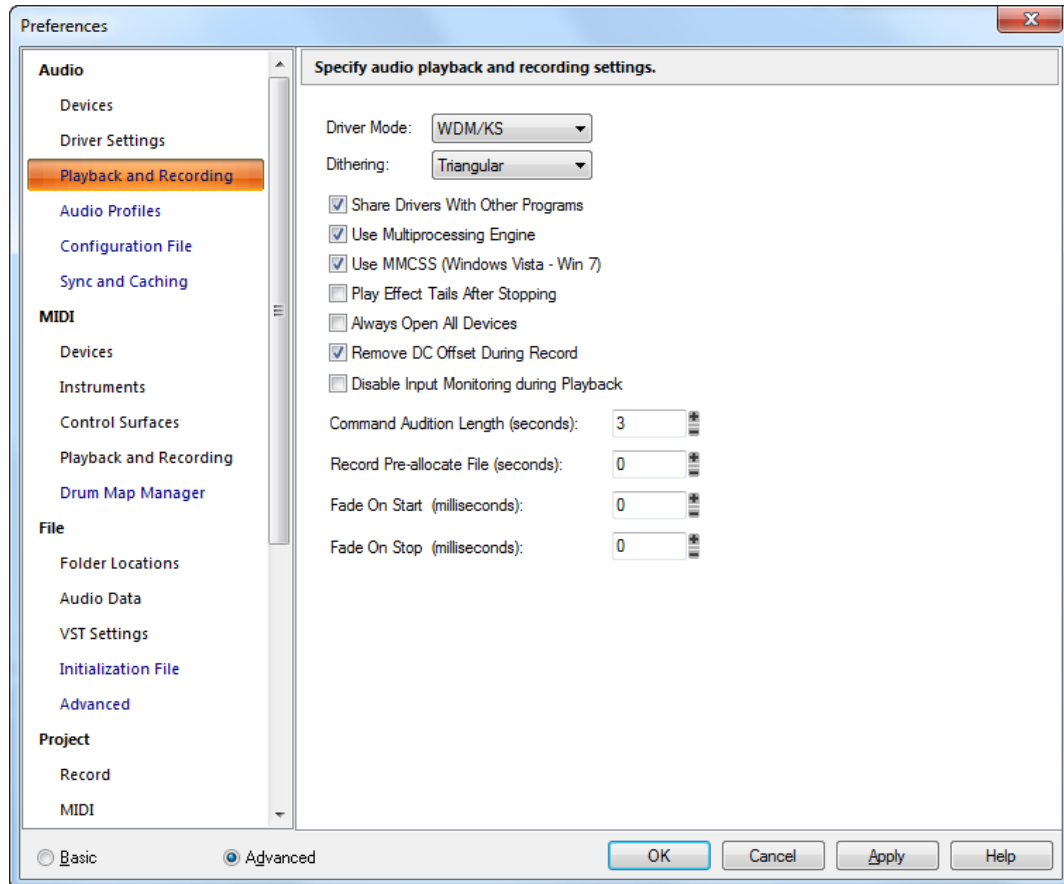 Preferences
Audio
Devices
Driver Settings
Playback and Recording
Audio Profiles
Configuration File
Sync and Caching
MIDI
Devices
Instruments
Control Surfaces
Playback and Recording
Drum Map Manager
File
Folder Locations
Audio Data
VST Settings
Initialization File
Advanced
Project
Record
MIDI
Specify audio playback and recording settings.
Driver Mode: WDM/KS
Dithering: Triangular
Share Drivers With Other Programs
Use Multiprocessing Engine
Use MMCSS (Windows Vista - Win 7)
Play Effect Tails After Stopping
Always Open All Devices
Remove DC Offset During Record
Disable Input Monitoring during Playback
Command Audition Length (seconds): 3
Record Pre-allocate File (seconds): 0
Fade On Start (milliseconds): 0
Fade On Stop (milliseconds): 0
Basic Advanced OK Cancel Apply Help